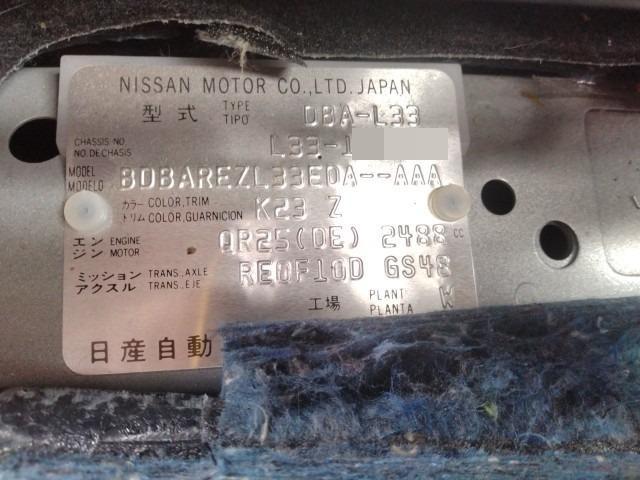 NISSAN MOTOR CO.,LTD. JAPAN
型式 TYPE TIPO DBA-L33
CHASSIS NO NO.DECHASIS L33-1
MODEL MODELO BDBAREZL33EDA--AAA
カラー COLOR,TRIM トリム COLOR,GUARNICION K23 Z
エンジン ENGINE MOTOR QR25(DE) 2488 cc
ミッション TRANS.AXLE アクスル TRANS.EJE RE0F10D GS48
工場 PLANT PLANTA W
日産自動